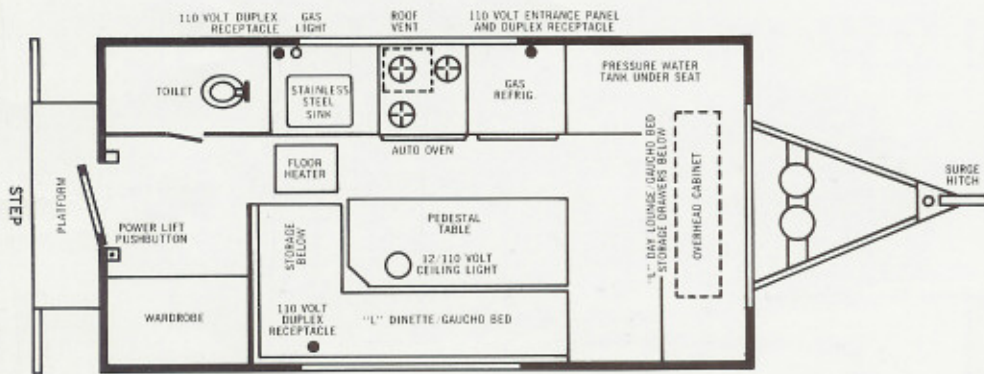 110 VOLT DUPLEX
RECEPTACLE
GAS
LIGHT
ROOF
VENT
110 VOLT ENTRANCE PANEL
AND DUPLEX RECEPTACLE
TOILET
STAINLESS
STEEL
SINK
GAS
REFRIG.
PRESSURE WATER
TANK UNDER SEAT
AUTO OVEN
FLOOR
HEATER
STEP
PLATFORM
POWER LIFT
PUSHBUTTON
STORAGE
BELOW
PEDESTAL
TABLE
12/110 VOLT
CEILING LIGHT
"L" DAY LOUNGE/GAUCHO BED
STORAGE DRAWERS BELOW
OVERHEAD CABINET
SURGE
HITCH
WARDROBE
110 VOLT
DUPLEX
RECEPTACLE
"L" DINETTE/GAUCHO BED